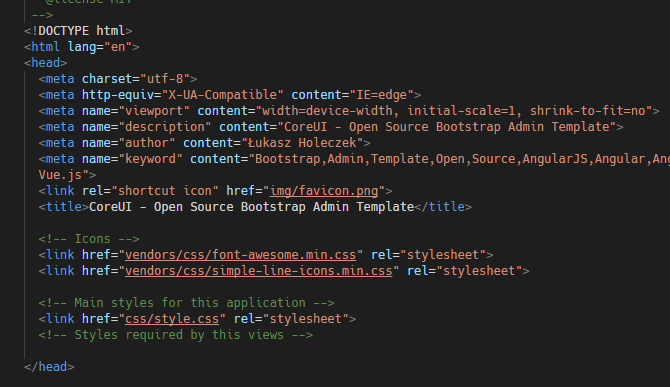 @license MIT
-->
<!DOCTYPE html>
<html lang="en">
<head>
<meta charset="utf-8">
<meta http-equiv="X-UA-Compatible" content="IE=edge">
<meta name="viewport" content="width=device-width, initial-scale=1, shrink-to-fit=no">
<meta name="description" content="CoreUI - Open Source Bootstrap Admin Template">
<meta name="author" content="Łukasz Holeczek">
<meta name="keyword" content="Bootstrap,Admin,Template,Open,Source,AngularJS,Angular,Ang
Vue.js">
<link rel="shortcut icon" href="img/favicon.png">
<title>CoreUI - Open Source Bootstrap Admin Template</title>
<!-- Icons -->
<link href="vendors/css/font-awesome.min.css" rel="stylesheet">
<link href="vendors/css/simple-line-icons.min.css" rel="stylesheet">
<!-- Main styles for this application -->
<link href="css/style.css" rel="stylesheet">
<!-- Styles required by this views -->
</head>